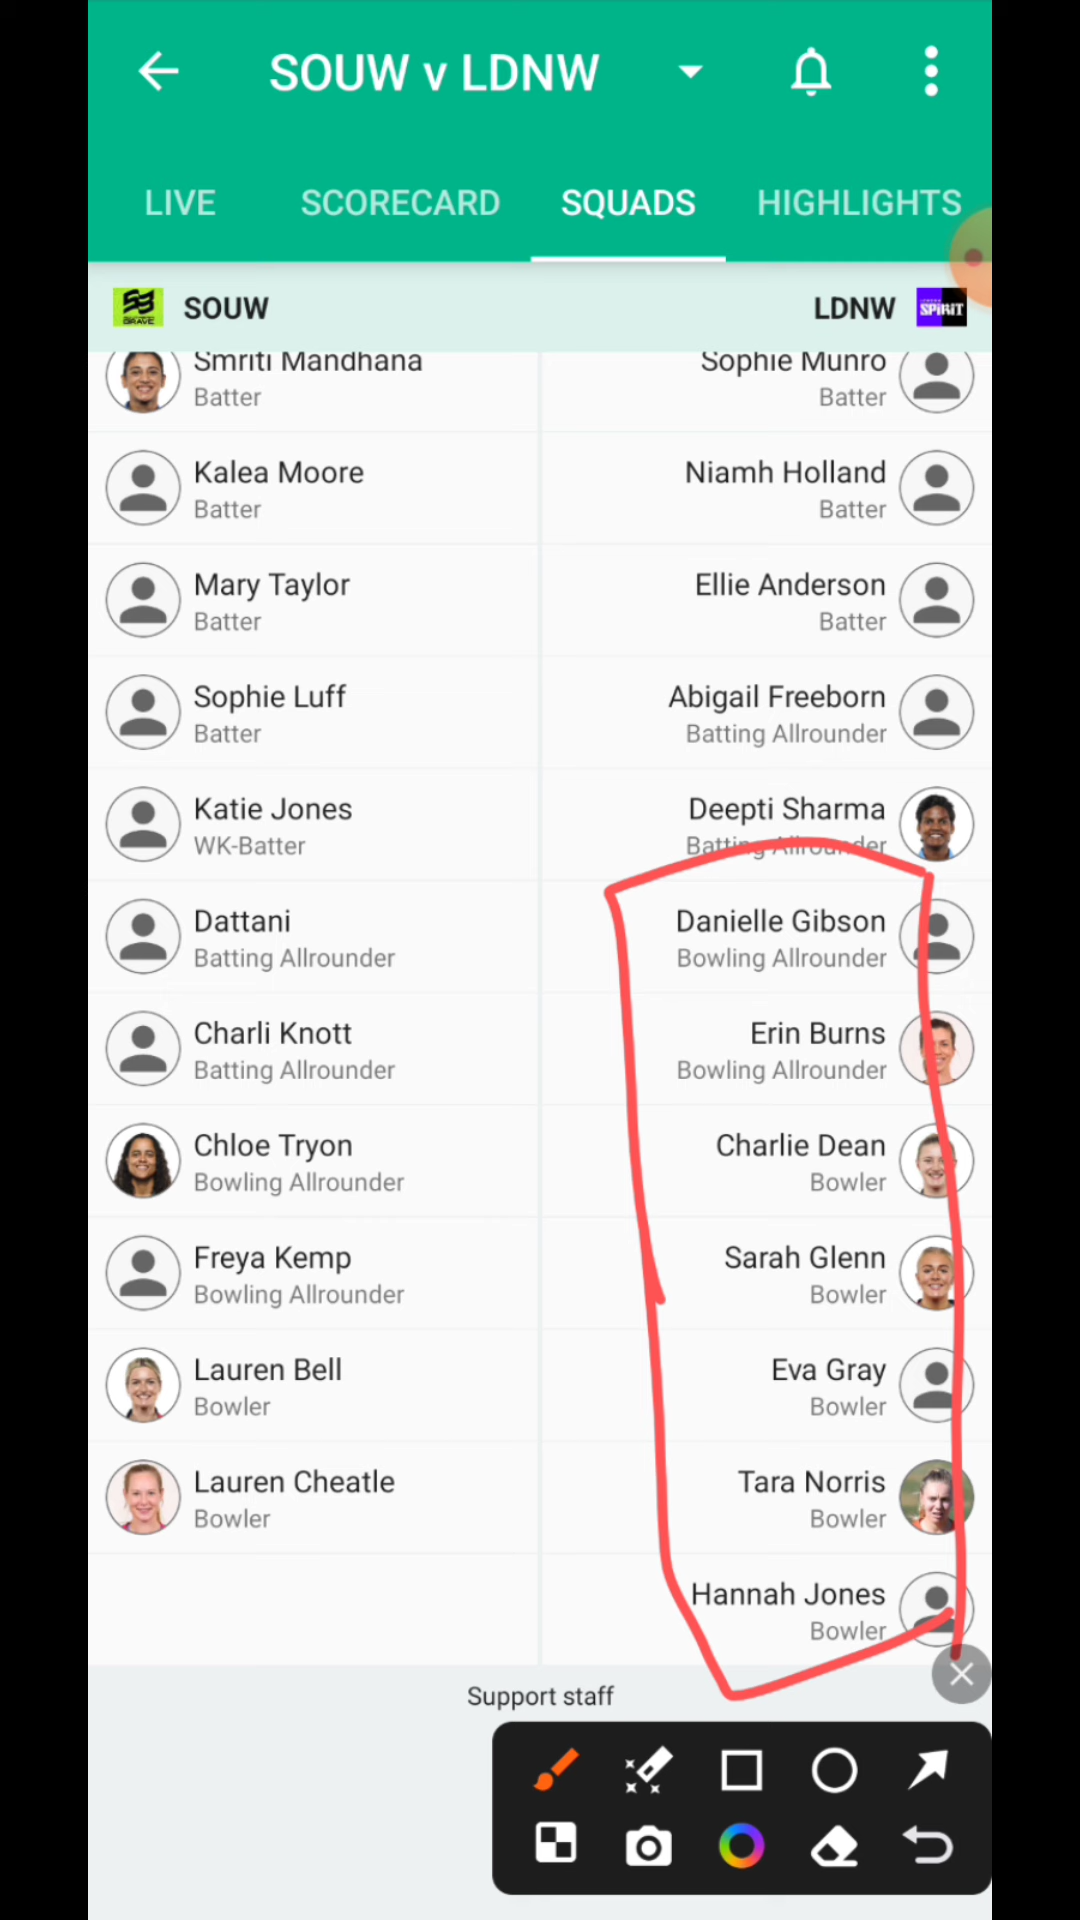 SOUW v LDNW
LIVE SCORECARD SQUADS HIGHLIGHTS
SOUW LDNW SPIRIT
BRAVE
Smriti Mandhana Sophie Munro
Batter Batter
Kalea Moore Niamh Holland
Batter Batter
Mary Taylor Ellie Anderson
Batter Batter
Sophie Luff Abigail Freeborn
Batter Batting Allrounder
Katie Jones Deepti Sharma
WK-Batter Batting Allrounder
Dattani Danielle Gibson
Batting Allrounder Bowling Allrounder
Charli Knott Erin Burns
Batting Allrounder Bowling Allrounder
Chloe Tryon Charlie Dean
Bowling Allrounder Bowler
Freya Kemp Sarah Glenn
Bowling Allrounder Bowler
Lauren Bell Eva Gray
Bowler Bowler
Lauren Cheatle Tara Norris
Bowler Bowler
Hannah Jones
Bowler
Support staff